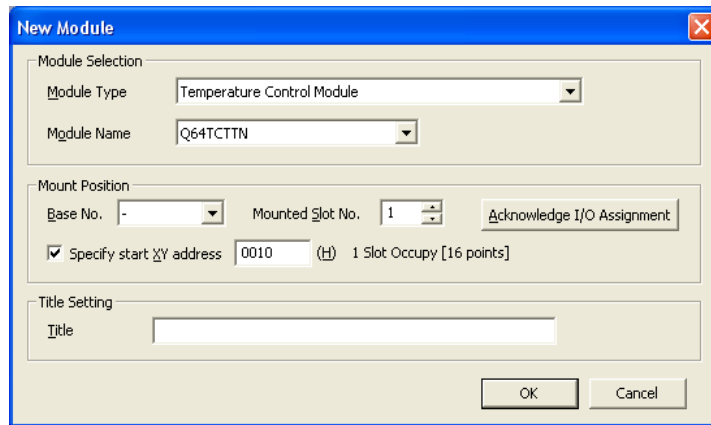 New Module
Module Selection
Module Type Temperature Control Module
Module Name Q64TCTTN
Mount Position
Base No. - Mounted Slot No. 1 Acknowledge I/O Assignment
Specify start XY address 0010 (H) 1 Slot Occupy [16 points]
Title Setting
Title
OK Cancel